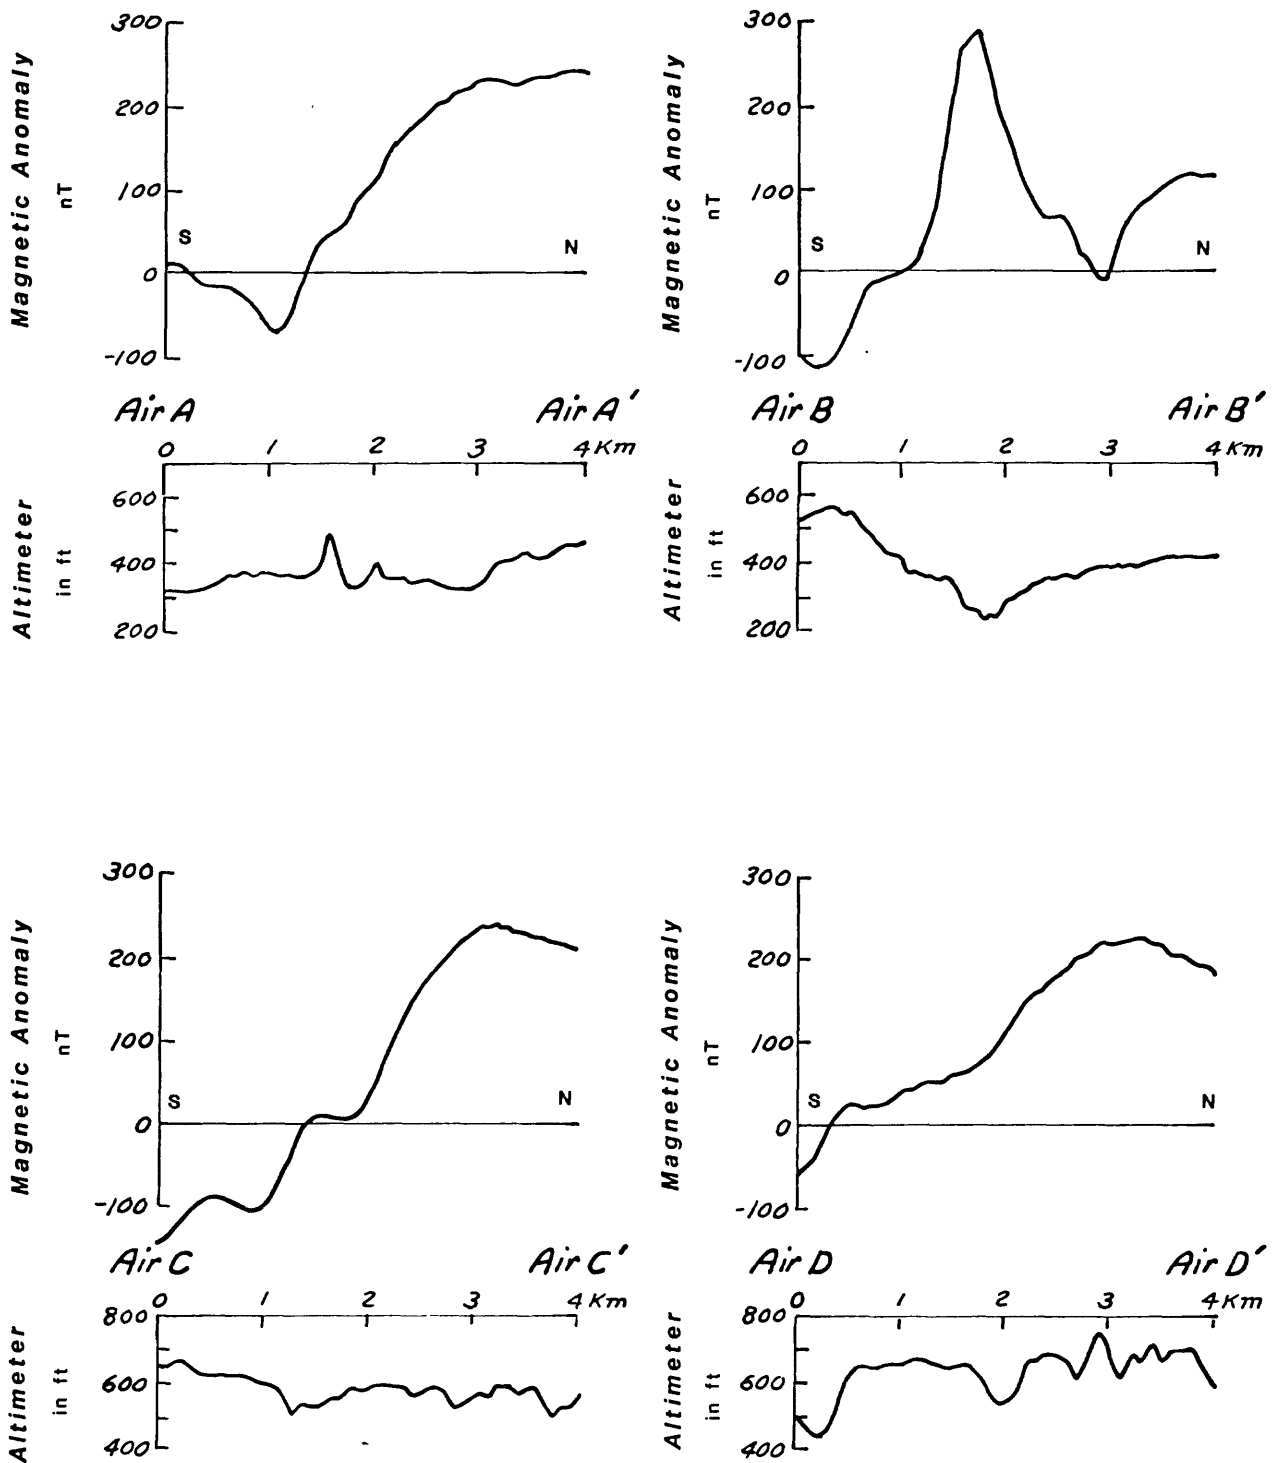 300
200
100
0
-100
Magnetic Anomaly
nT
S
N
Air A
Air A'
0 1 2 3 4 Km
600
400
200
Altimeter
in ft
300
200
100
0
-100
Magnetic Anomaly
nT
S
N
Air B
Air B'
0 1 2 3 4 Km
600
400
200
Altimeter
in ft
300
200
100
0
-100
Magnetic Anomaly
nT
S
N
Air C
Air C'
0 1 2 3 4 Km
800
600
400
Altimeter
in ft
300
200
100
0
-100
Magnetic Anomaly
nT
S
N
Air D
Air D'
0 1 2 3 4 Km
800
600
400
Altimeter
in ft